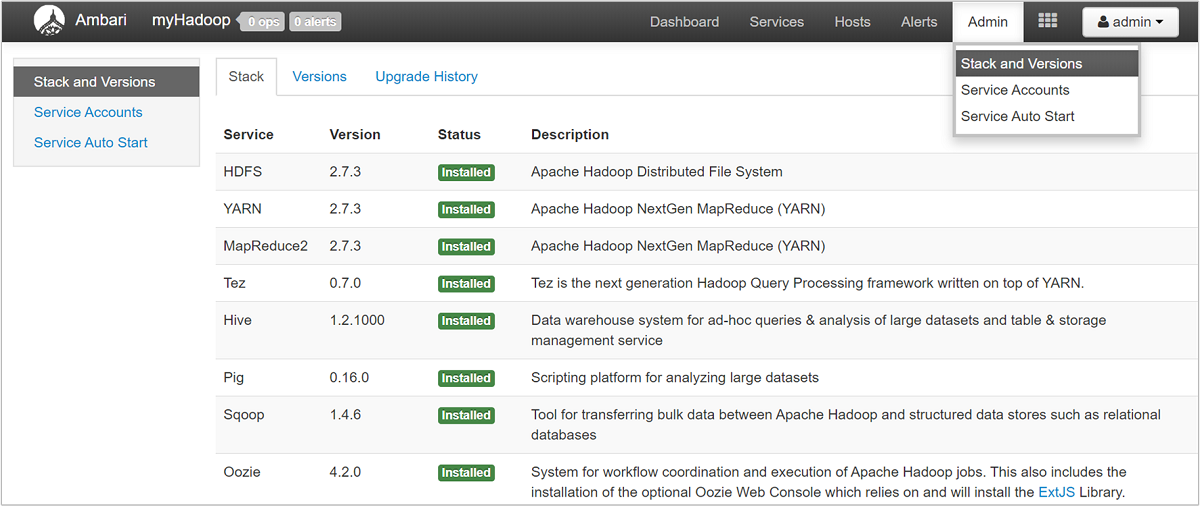 Ambari myHadoop 0 ops 0 alerts Dashboard Services Hosts Alerts Admin admin
Stack and Versions
Service Accounts
Service Auto Start
Stack and Versions
Service Accounts
Service Auto Start
Stack Versions Upgrade History
Service Version Status Description
HDFS 2.7.3 Installed Apache Hadoop Distributed File System
YARN 2.7.3 Installed Apache Hadoop NextGen MapReduce (YARN)
MapReduce2 2.7.3 Installed Apache Hadoop NextGen MapReduce (YARN)
Tez 0.7.0 Installed Tez is the next generation Hadoop Query Processing framework written on top of YARN.
Hive 1.2.1000 Installed Data warehouse system for ad-hoc queries & analysis of large datasets and table & storage
management service
Pig 0.16.0 Installed Scripting platform for analyzing large datasets
Sqoop 1.4.6 Installed Tool for transferring bulk data between Apache Hadoop and structured data stores such as relational
databases
Oozie 4.2.0 Installed System for workflow coordination and execution of Apache Hadoop jobs. This also includes the
installation of the optional Oozie Web Console which relies on and will install the ExtJS Library.